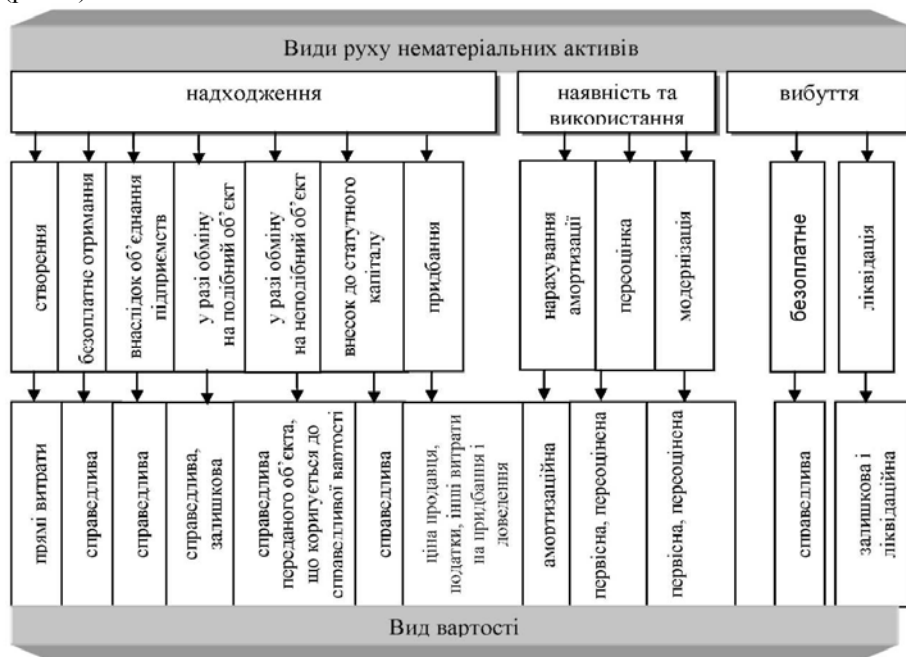 Види руху нематеріальних активів
надходження
наявність та
використання
вибуття
створення
безоплатне отримання
внаслідок об’єднання
підприємств
у разі обміну
на подібний об’єкт
у разі обміну
на неподібний об’єкт
внесок до статутного
капіталу
придбання
нарахування
амортизації
переоцінка
модернізація
безоплатне
ліквідація
прямі витрати
справедлива
справедлива
справедлива,
залишкова
справедлива
переданого об’єкта,
що коригується до
справедливої вартості
справедлива
ціна продавця,
податки, інші витрати
на придбання і
доведення
амортизаційна
первісна, переоцінена
первісна, переоцінена
справедлива
залишкова і
ліквідаційна
Вид вартості